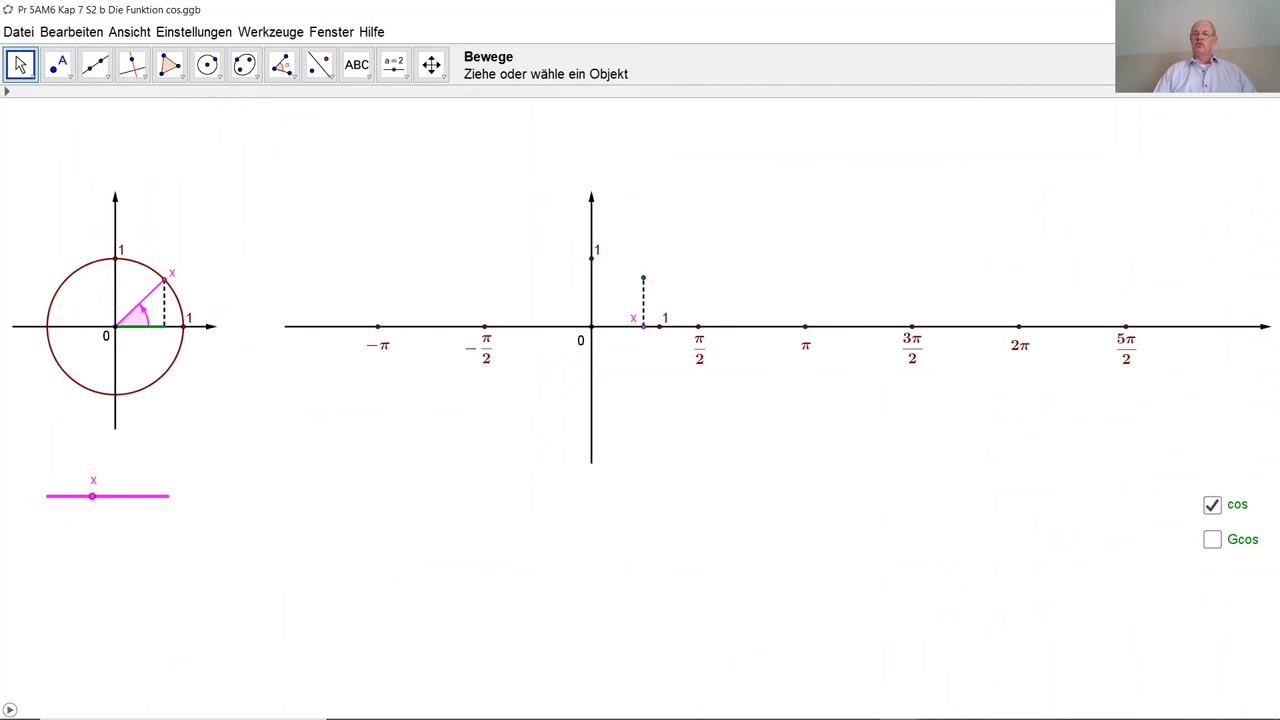 Pr 5AM6 Kap 7 S2 b Die Funktion cos.ggb
Datei Bearbeiten Ansicht Einstellungen Werkzeuge Fenster Hilfe
A
ABC
a=2
Bewege
Ziehe oder wähle ein Objekt
1
x
1
0
1
x
1
0
−π
−π/2
π/2
π
3π/2
2π
5π/2
x
cos
Gcos